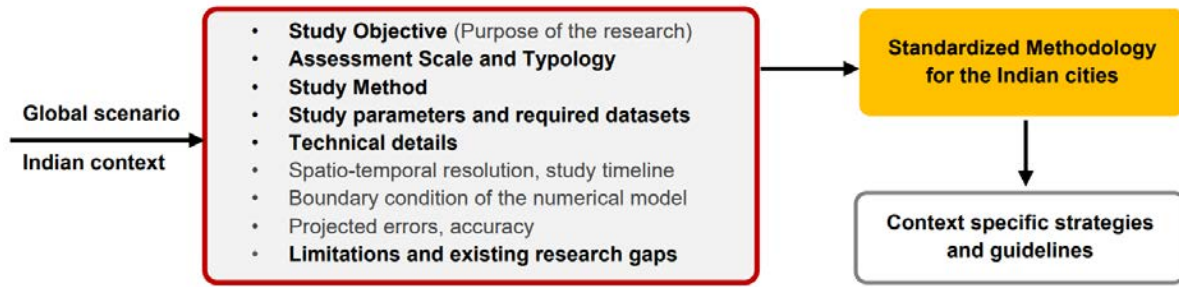 Global scenario
Indian context
• Study Objective (Purpose of the research)
• Assessment Scale and Typology
• Study Method
• Study parameters and required datasets
• Technical details
• Spatio-temporal resolution, study timeline
• Boundary condition of the numerical model
• Projected errors, accuracy
• Limitations and existing research gaps
Standardized Methodology
for the Indian cities
Context specific strategies
and guidelines